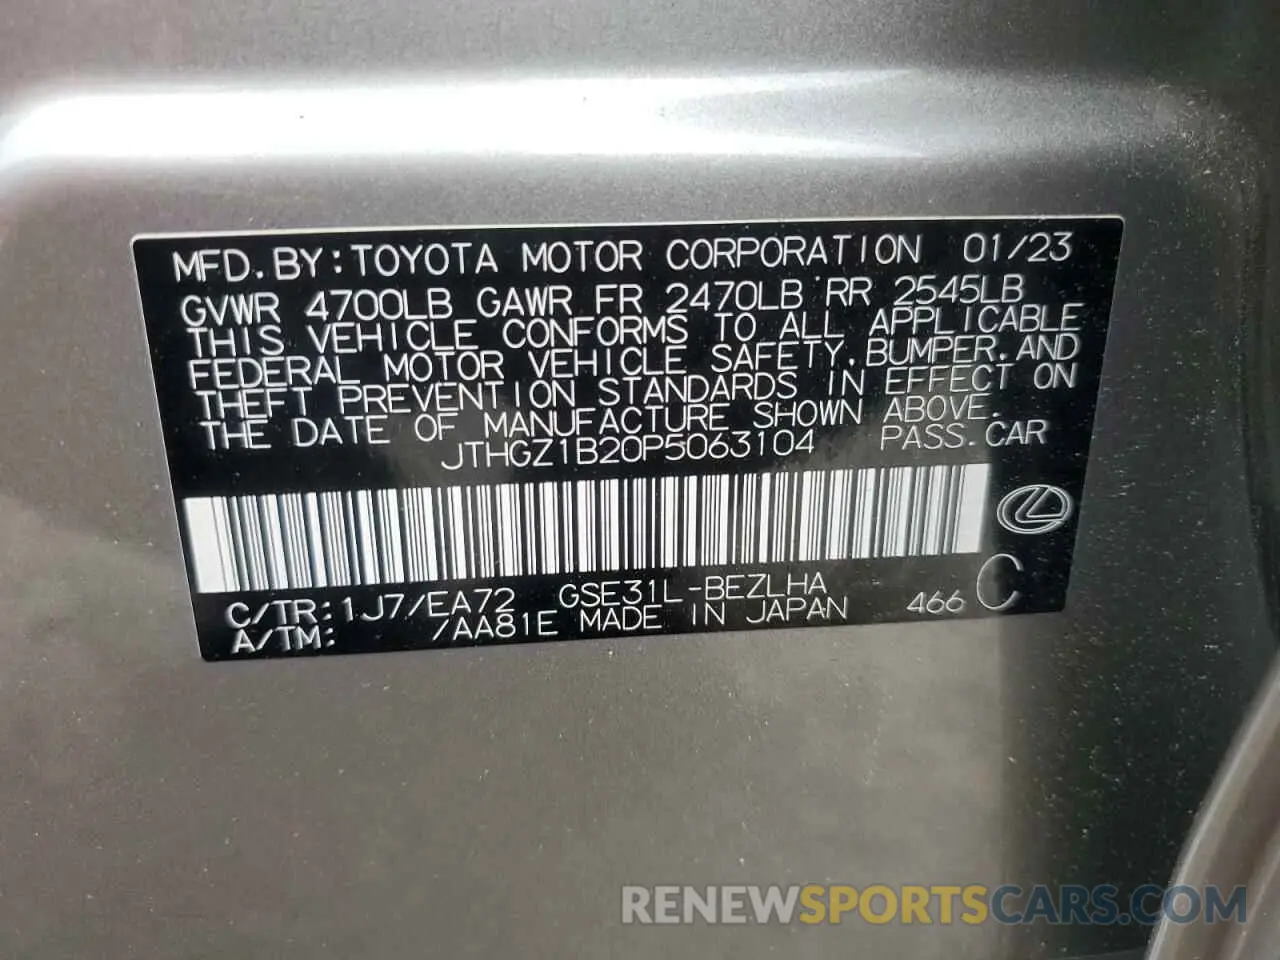 MFD.BY:TOYOTA MOTOR CORPORATION 01/23
GVWR 4700LB GAWR FR 2470LB RR 2545LB
THIS VEHICLE CONFORMS TO ALL APPLICABLE
FEDERAL MOTOR VEHICLE SAFETY,BUMPER,AND
THEFT PREVENTION STANDARDS IN EFFECT ON
THE DATE OF MANUFACTURE SHOWN ABOVE.
JTHGZ1B20P5063104 PASS.CAR
C/TR:1J7/EA72 GSE31L-BEZLHA
A/TM: /AA81E MADE IN JAPAN 466 C
RENEWSPORTSCARS.COM